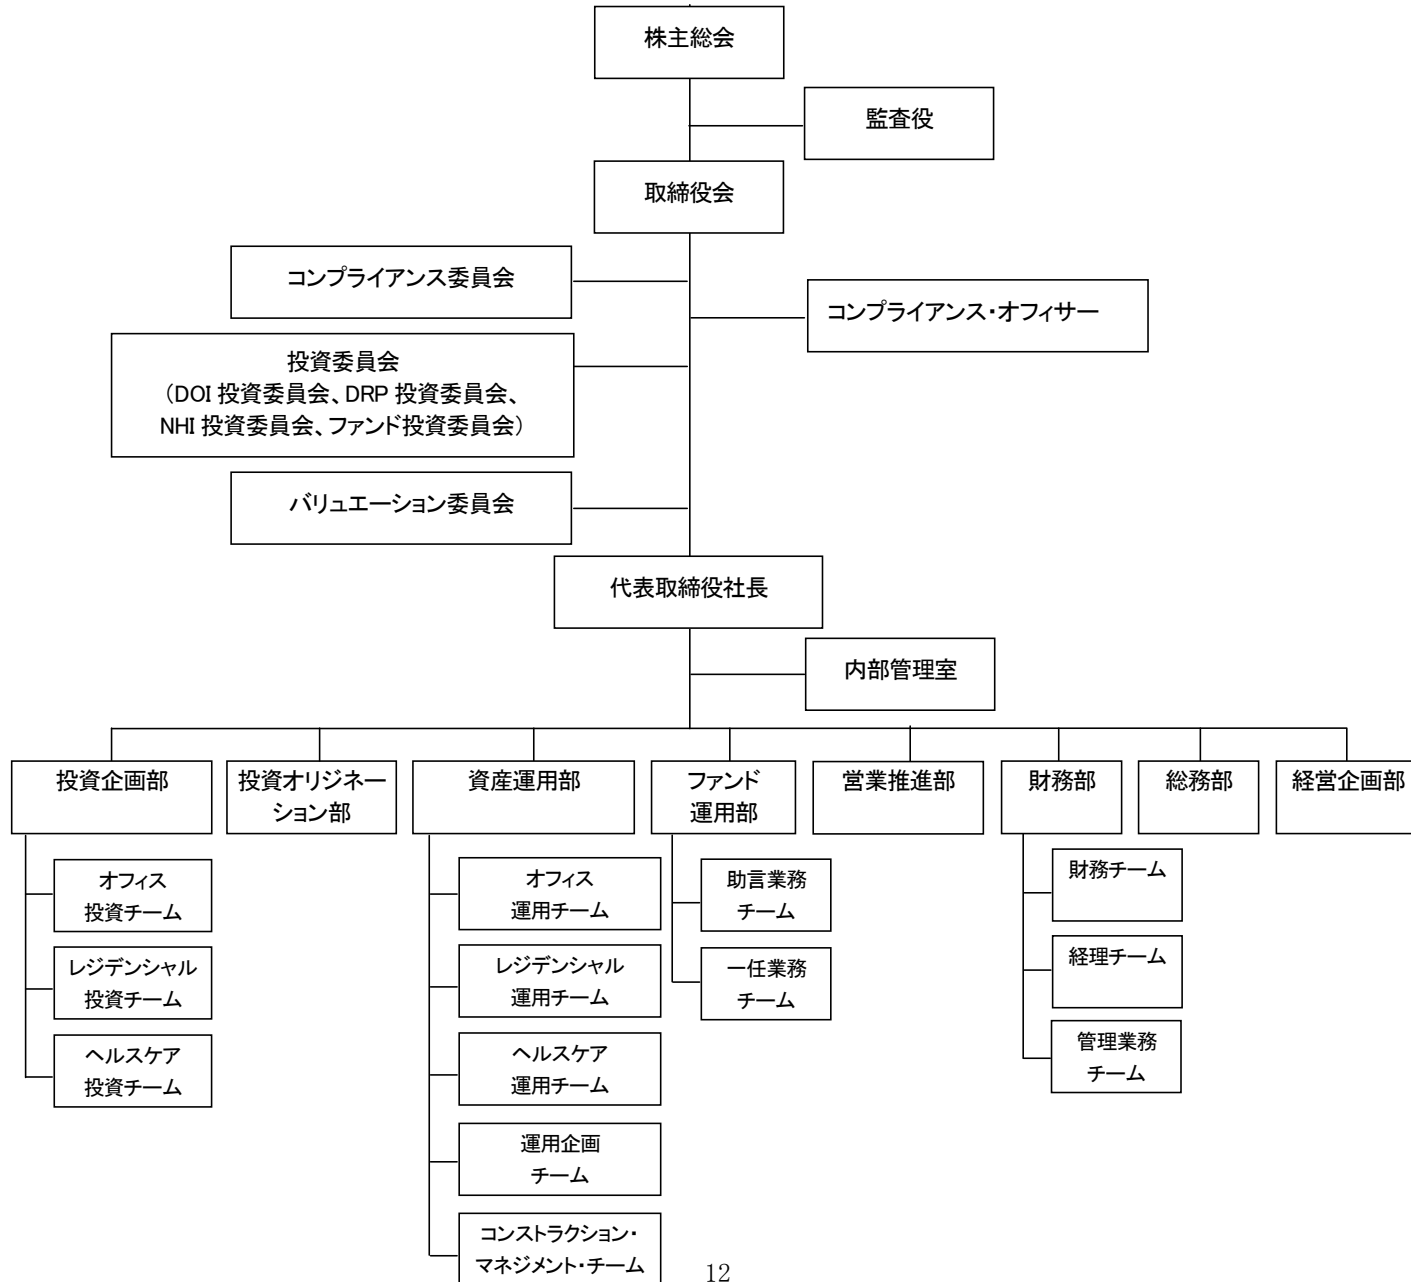 株主総会
監査役
取締役会
コンプライアンス委員会
コンプライアンス・オフィサー
投資委員会
（DOI 投資委員会、DRP 投資委員会、
NHI 投資委員会、ファンド投資委員会）
バリュエーション委員会
代表取締役社長
内部管理室
投資企画部
投資オリジネー
ション部
資産運用部
ファンド
運用部
営業推進部
財務部
総務部
経営企画部
オフィス
投資チーム
レジデンシャル
投資チーム
ヘルスケア
投資チーム
オフィス
運用チーム
レジデンシャル
運用チーム
ヘルスケア
運用チーム
運用企画
チーム
コンストラクション・
マネジメント・チーム
助言業務
チーム
一任業務
チーム
財務チーム
経理チーム
管理業務
チーム
12